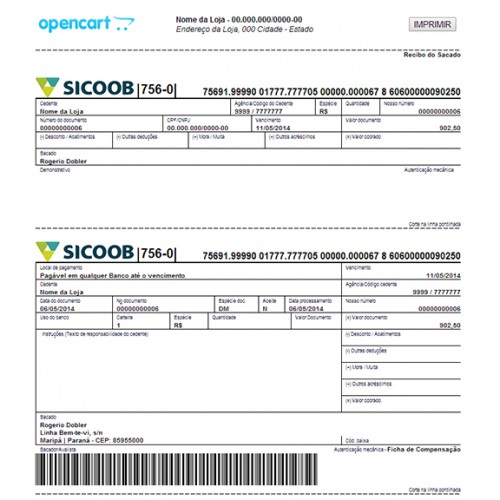 opencart
Nome da Loja - 00.000.000/0000-00
Endereço da Loja, 000 Cidade - Estado
IMPRIMIR
Recibo do Sacado
SICOOB |756-0| 75691.99990 01777.777705 00000.000067 8 60600000090250
Cedente Agência/Código do Cedente Espécie Quantidade Nosso número
Nome da Loja 9999 / 7777777 R$ 00000000006
Número do documento CPF/CNPJ Vencimento Valor documento
00000000006 00.000.000/0000-00 11/05/2014 902,50
(-) Desconto / Abatimentos (-) Outras deduções (+) Mora / Multa (+) Outros acréscimos (=) Valor cobrado
Sacado
Rogerio Dobler
Demonstrativo Autenticação mecânica
Corte na linha pontilhada
SICOOB |756-0| 75691.99990 01777.777705 00000.000067 8 60600000090250
Local de pagamento Vencimento
Pagável em qualquer Banco até o vencimento 11/05/2014
Cedente Agência/Código cedente
Nome da Loja 9999 / 7777777
Data do documento No documento Espécie doc. Aceite Data processamento Nosso número
06/05/2014 00000000006 DM N 06/05/2014 00000000006
Uso do banco Carteira Espécie Quantidade Valor Documento (=) Valor documento
1 R$ 902,50
Instruções (Texto de responsabilidade do cedente) (-) Desconto / Abatimentos
(-) Outras deduções
(+) Mora / Multa
(+) Outros acréscimos
(=) Valor cobrado
Sacado
Rogerio Dobler
Linha Bem-te-vi, s/n
Maripá | Paraná - CEP: 85955000 Cód. baixa
Sacador/Avalista Autenticação mecânica - Ficha de Compensação
Corte na linha pontilhada